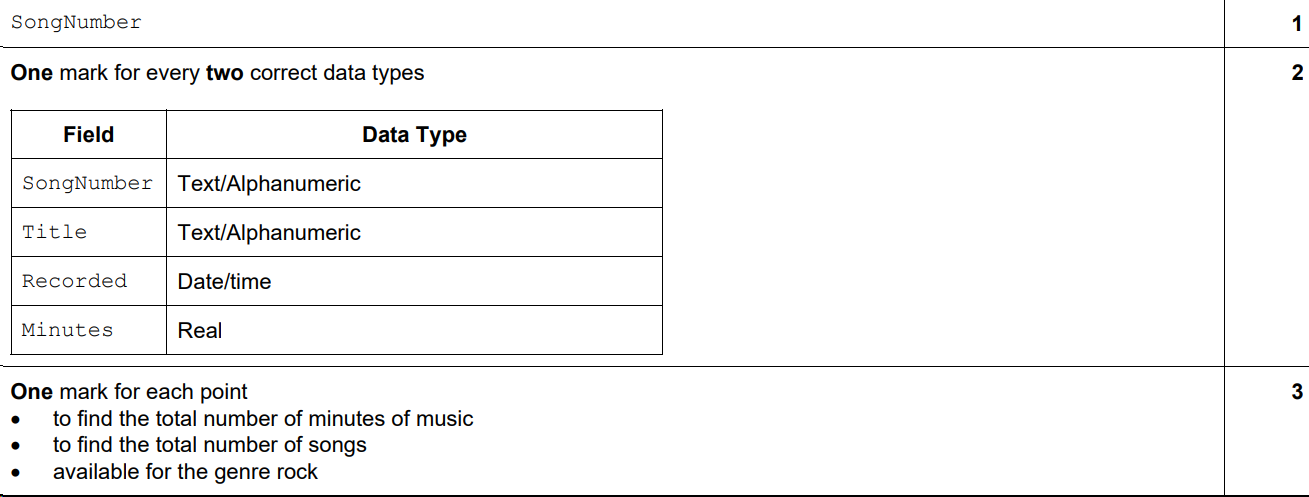 SongNumber 1
One mark for every two correct data types 2
Field Data Type
SongNumber Text/Alphanumeric
Title Text/Alphanumeric
Recorded Date/time
Minutes Real
One mark for each point 3
• to find the total number of minutes of music
• to find the total number of songs
• available for the genre rock